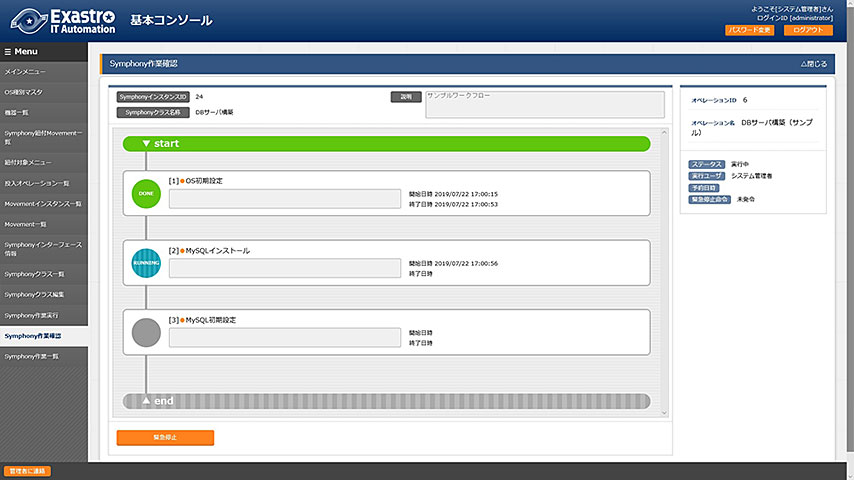 Exastro
IT Automation
基本コンソール
ようこそ[システム管理者]さん
ログインID [administrator]
パスワード変更
ログアウト
Menu
メインメニュー
OS種別マスタ
機器一覧
Symphony紐付Movement一
覧
紐付対象メニュー
投入オペレーション一覧
Movementインスタンス一覧
Movement一覧
Symphonyインターフェース
情報
Symphonyクラス一覧
Symphonyクラス編集
Symphony作業実行
Symphony作業確認
Symphony作業一覧
Symphony作業確認
△閉じる
SymphonyインスタンスID 24
説明 サンプルワークフロー
Symphonyクラス名称 DBサーバ構築
▼ start
DONE
[1]●OS初期設定
開始日時 2019/07/22 17:00:15
終了日時 2019/07/22 17:00:53
RUNNING
[2]●MySQLインストール
開始日時 2019/07/22 17:00:56
終了日時
[3]●MySQL初期設定
開始日時
終了日時
▲ end
緊急停止
オペレーションID 6
オペレーション名 DBサーバ構築（サンプ
ル）
ステータス 実行中
実行ユーザ システム管理者
予約日時
緊急停止命令 未発令
管理者に連絡